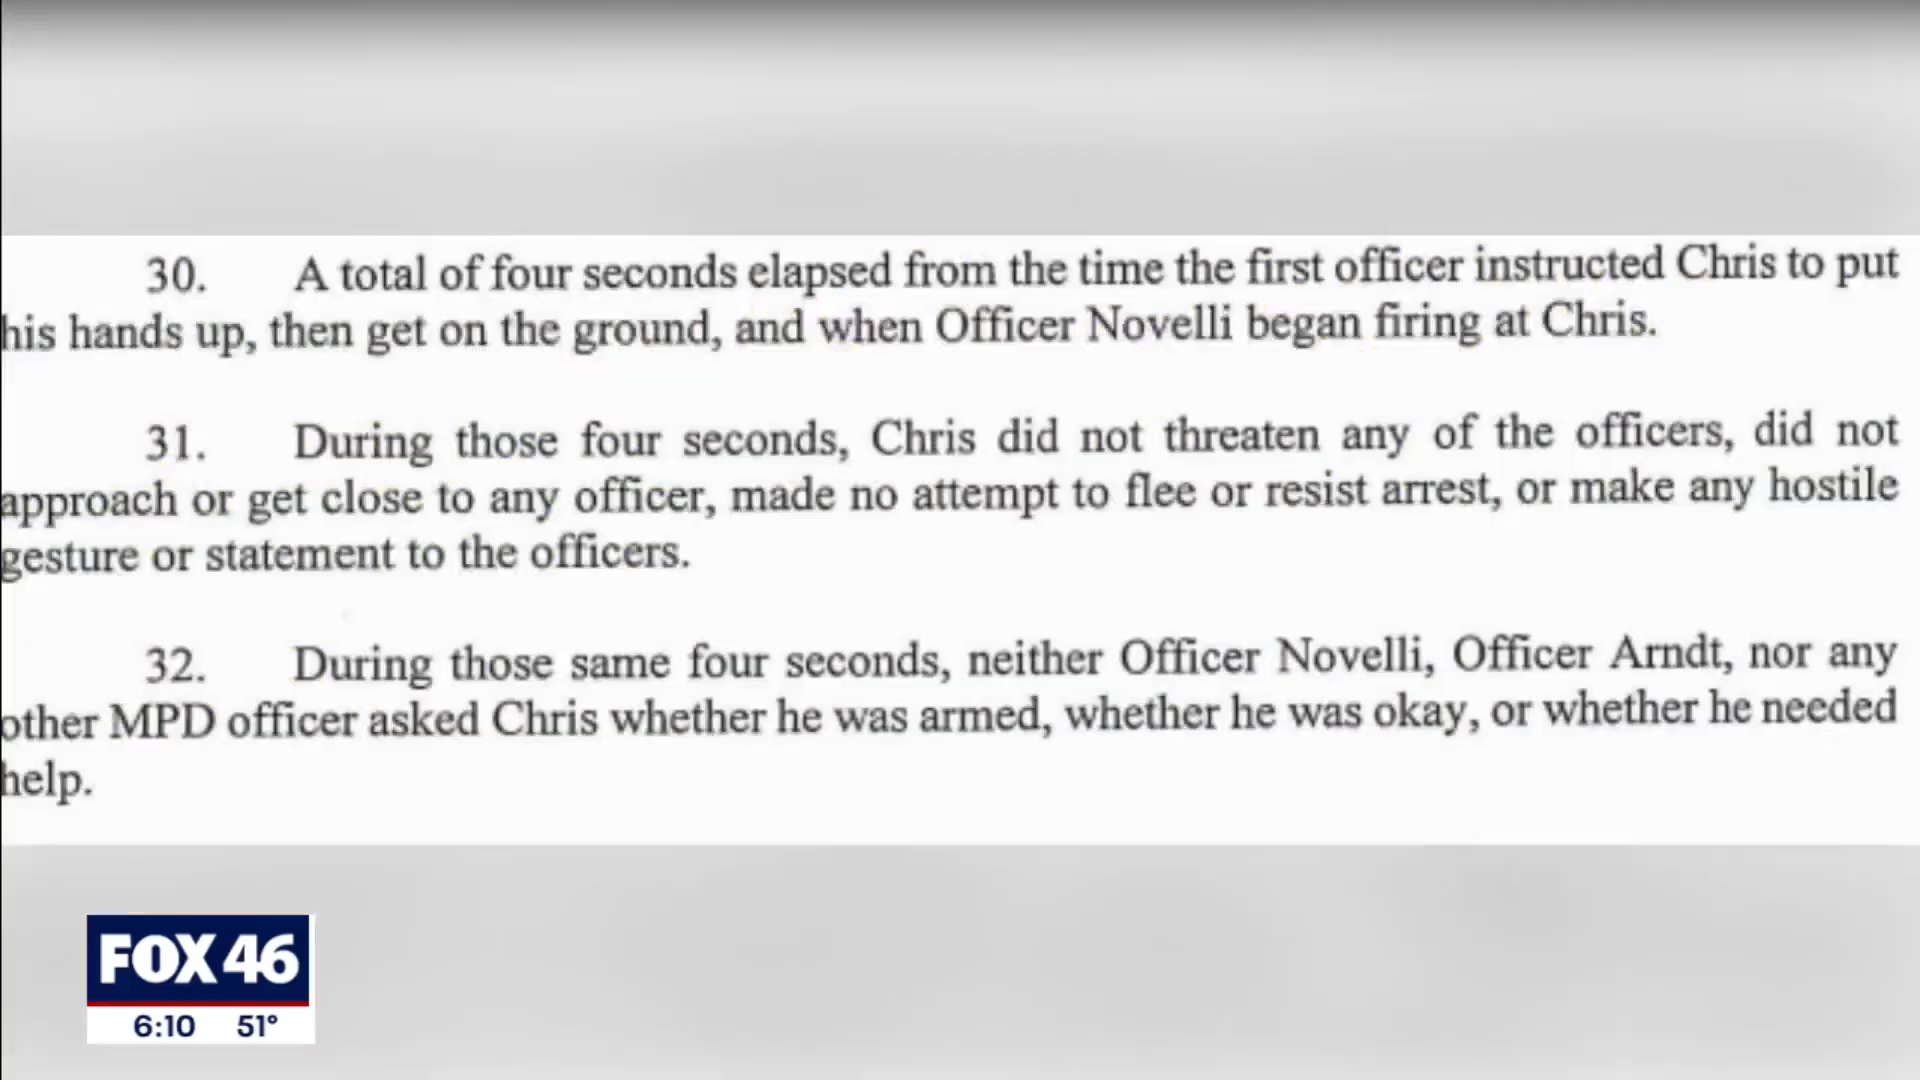 30. A total of four seconds elapsed from the time the first officer instructed Chris to put
his hands up, then get on the ground, and when Officer Novelli began firing at Chris.
31. During those four seconds, Chris did not threaten any of the officers, did not
approach or get close to any officer, made no attempt to flee or resist arrest, or make any hostile
gesture or statement to the officers.
32. During those same four seconds, neither Officer Novelli, Officer Arndt, nor any
other MPD officer asked Chris whether he was armed, whether he was okay, or whether he needed
help.
FOX 46
6:10 51°